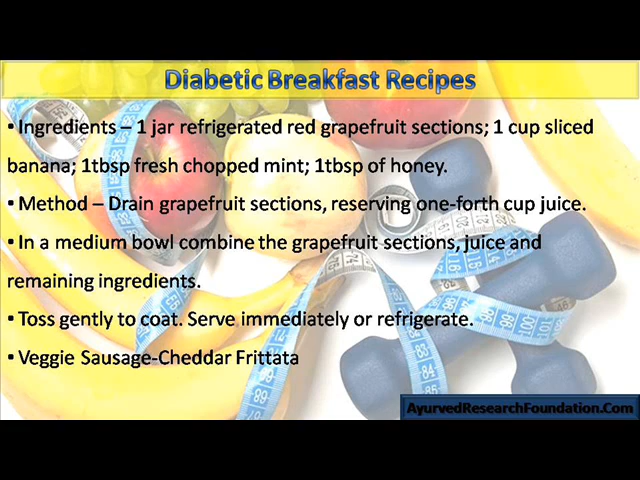 Diabetic Breakfast Recipes
• Ingredients – 1 jar refrigerated red grapefruit sections; 1 cup sliced
banana; 1tbsp fresh chopped mint; 1tbsp of honey.
• Method – Drain grapefruit sections, reserving one-forth cup juice.
• In a medium bowl combine the grapefruit sections, juice and
remaining ingredients.
• Toss gently to coat. Serve immediately or refrigerate.
• Veggie Sausage-Cheddar Frittata
AyurvedResearchFoundation.Com